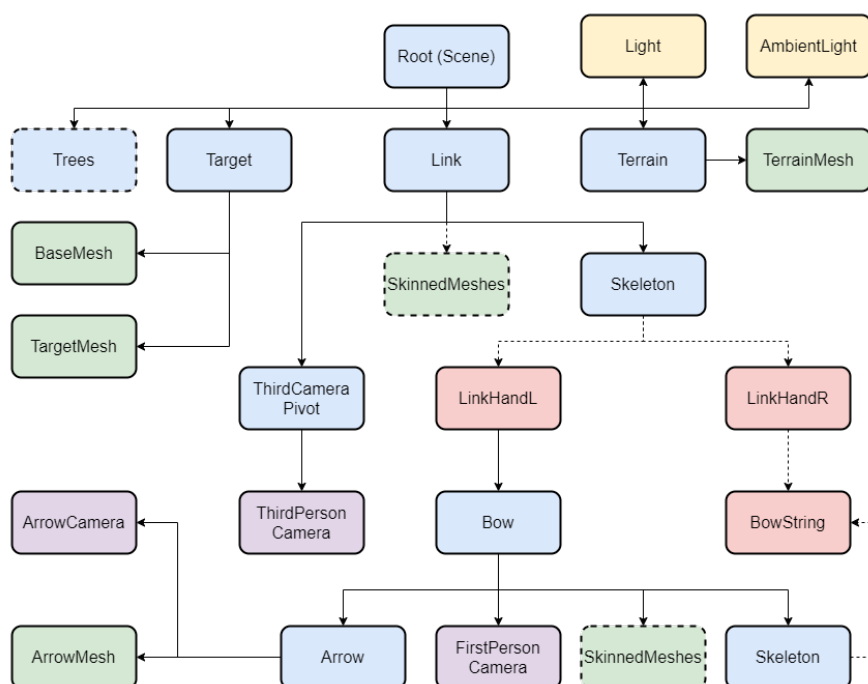 Root (Scene)
Light
AmbientLight
Trees
Target
Link
Terrain
TerrainMesh
BaseMesh
SkinnedMeshes
Skeleton
TargetMesh
ThirdCamera
Pivot
LinkHandL
LinkHandR
ArrowCamera
ThirdPerson
Camera
Bow
BowString
ArrowMesh
Arrow
FirstPerson
Camera
SkinnedMeshes
Skeleton